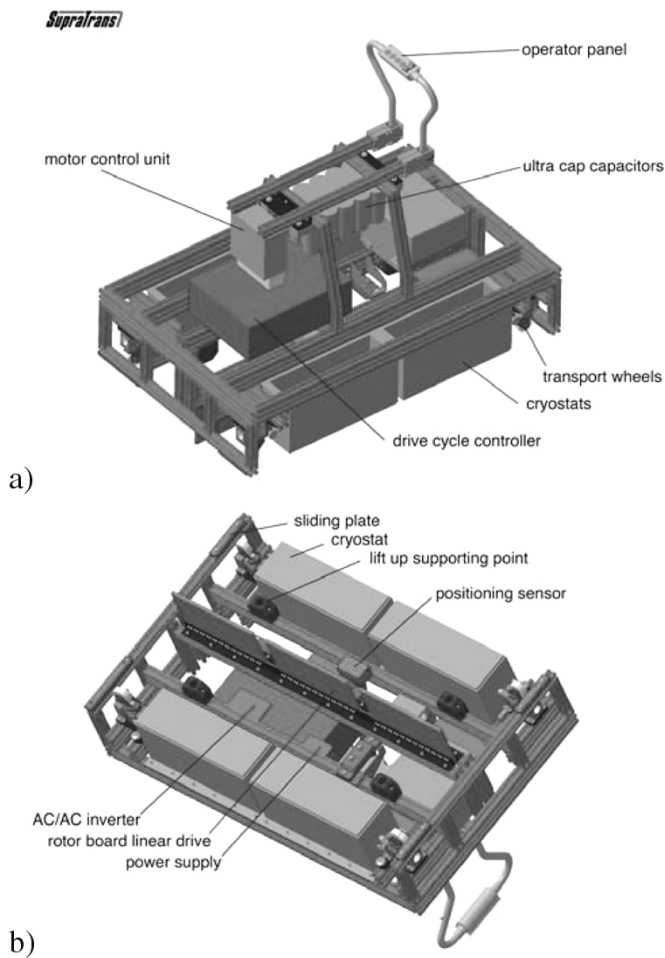 SupraTrans
operator panel
motor control unit
ultra cap capacitors
transport wheels
cryostats
drive cycle controller
a)
sliding plate
cryostat
lift up supporting point
positioning sensor
AC/AC inverter
rotor board linear drive
power supply
b)